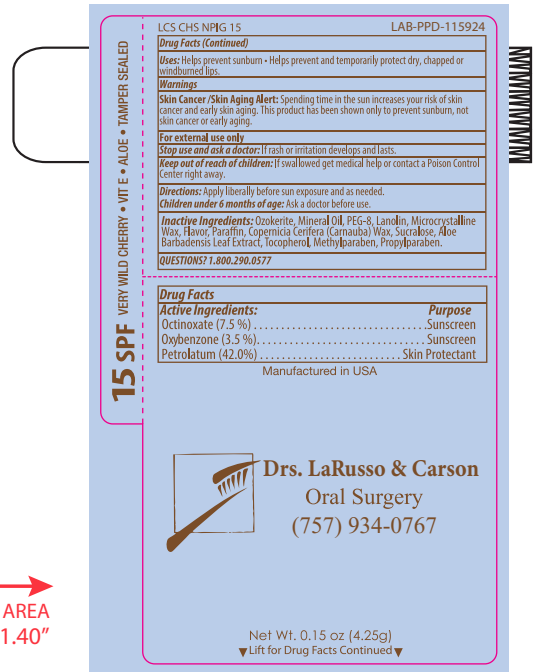 LCS CHS NPIG 15 LAB-PPD-115924
Drug Facts (Continued)
Uses: Helps prevent sunburn • Helps prevent and temporarily protect dry, chapped or
windburned lips.
Warnings
Skin Cancer /Skin Aging Alert: Spending time in the sun increases your risk of skin
cancer and early skin aging. This product has been shown only to prevent sunburn, not
skin cancer or early aging.
For external use only
Stop use and ask a doctor: If rash or irritation develops and lasts.
Keep out of reach of children: If swallowed get medical help or contact a Poison Control
Center right away.
Directions: Apply liberally before sun exposure and as needed.
Children under 6 months of age: Ask a doctor before use.
Inactive Ingredients: Ozokerite, Mineral Oil, PEG-8, Lanolin, Microcrystalline
Wax, Flavor, Paraffin, Copernicia Cerifera (Carnauba) Wax, Sucralose, Aloe
Barbadensis Leaf Extract, Tocopherol, Methylparaben, Propylparaben.
QUESTIONS? 1.800.290.0577
15 SPF VERY WILD CHERRY • VIT E • ALOE • TAMPER SEALED
Drug Facts
Active Ingredients: Purpose
Octinoxate (7.5 %) ............................... Sunscreen
Oxybenzone (3.5 %) .............................. Sunscreen
Petrolatum (42.0%) .......................... Skin Protectant
Manufactured in USA
Drs. LaRusso & Carson
Oral Surgery
(757) 934-0767
AREA
1.40"
Net Wt. 0.15 oz (4.25g)
▼ Lift for Drug Facts Continued ▼